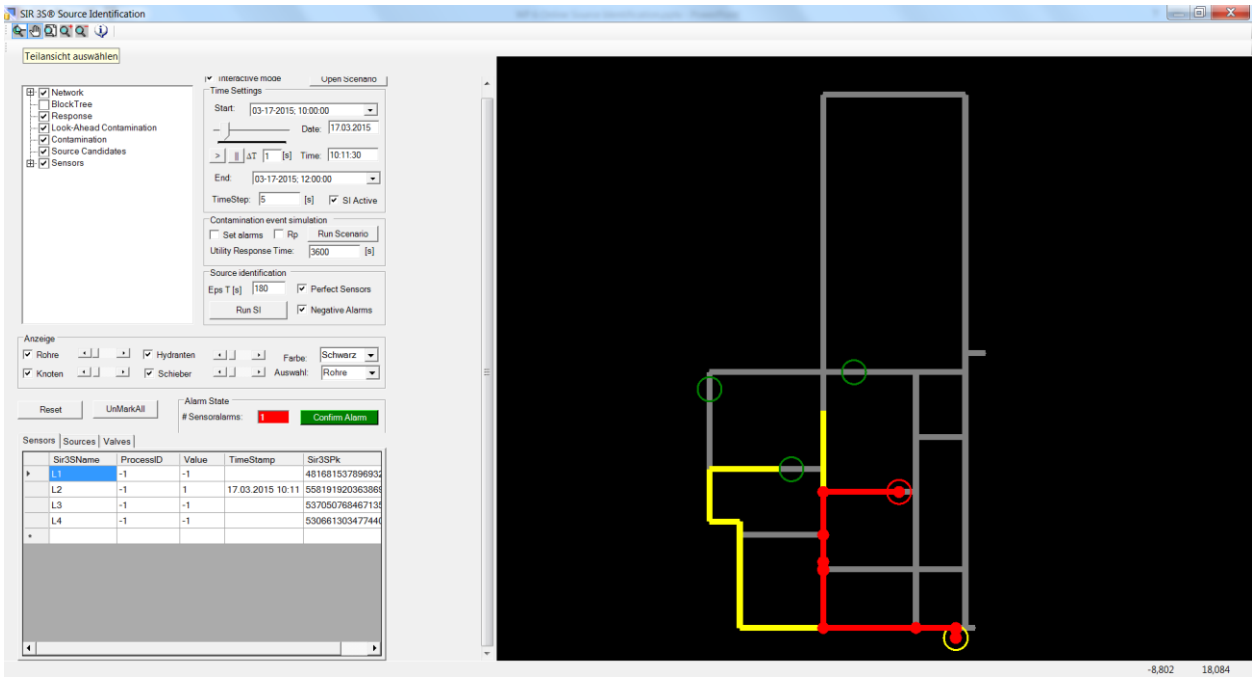 SIR 3S® Source Identification
Teilansicht auswählen
Interactive mode Open Scenario
Network
BlockTree
Response
Look-Ahead Contamination
Contamination
Source Candidates
Sensors
Time Settings
Start: 03-17-2015; 10:00:00
Date: 17.03.2015
> || ΔT 1 [s] Time: 10:11:30
End: 03-17-2015; 12:00:00
TimeStep: 5 [s] SI Active
Contamination event simulation
Set alarms Rp Run Scenario
Utility Response Time: 3600 [s]
Source identification
Eps T [s] 180 Perfect Sensors
Run SI Negative Alarms
Anzeige
Rohre Hydranten Farbe: Schwarz
Knoten Schieber Auswahl: Rohre
Reset UnMarkAll
Alarm State
# Sensoralarms: 1 Confirm Alarm
Sensors Sources Valves
Sir3SName ProcessID Value TimeStamp Sir3SPk
L1 -1 -1 481681537896932
L2 -1 1 17.03.2015 10:11 558191920363869
L3 -1 -1 537050768467135
L4 -1 -1 530661303477440
-8,802 18,084